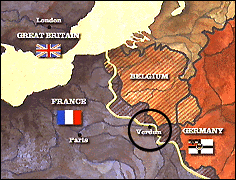 London
GREAT BRITAIN
BELGIUM
FRANCE
Verdun
GERMANY
Paris